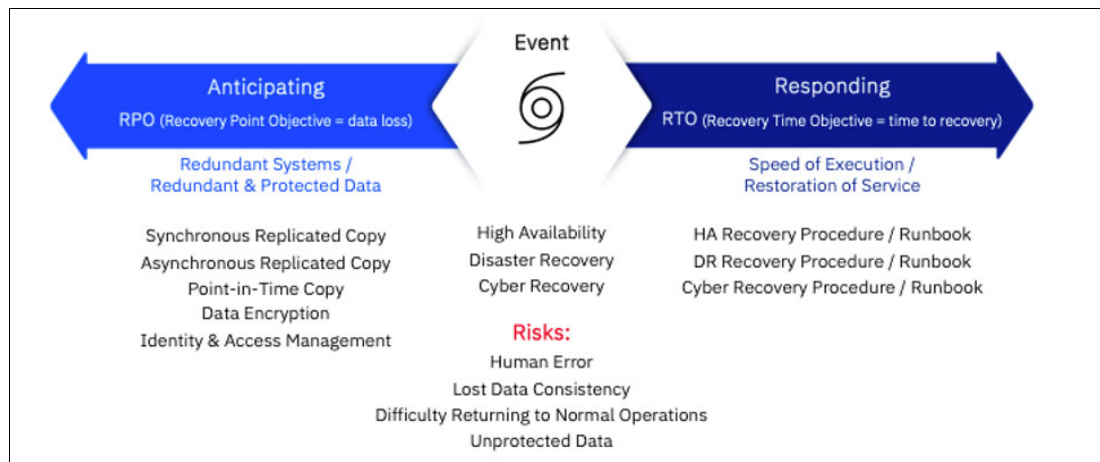 Event
Anticipating
RPO (Recovery Point Objective = data loss)
Redundant Systems /
Redundant & Protected Data
Synchronous Replicated Copy
Asynchronous Replicated Copy
Point-in-Time Copy
Data Encryption
Identity & Access Management
High Availability
Disaster Recovery
Cyber Recovery
Risks:
Human Error
Lost Data Consistency
Difficulty Returning to Normal Operations
Unprotected Data
Responding
RTO (Recovery Time Objective = time to recovery)
Speed of Execution /
Restoration of Service
HA Recovery Procedure / Runbook
DR Recovery Procedure / Runbook
Cyber Recovery Procedure / Runbook